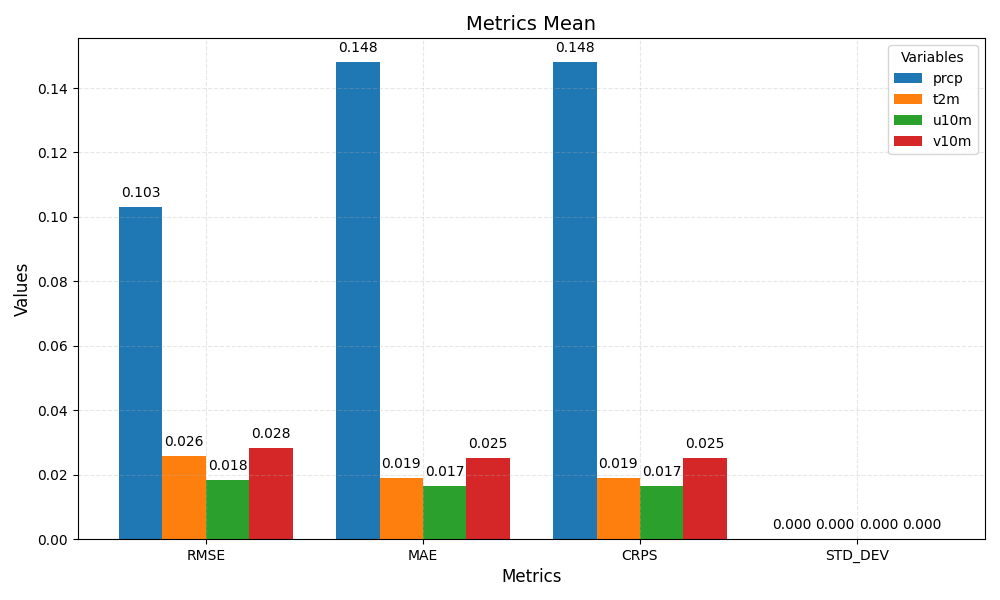 Metrics Mean
Values
0.14
0.12
0.10
0.08
0.06
0.04
0.02
0.00
0.103
0.026
0.018
0.028
0.148
0.019
0.017
0.025
0.148
0.019
0.017
0.025
0.000 0.000 0.000 0.000
Variables
prcp
t2m
u10m
v10m
RMSE MAE CRPS STD_DEV
Metrics